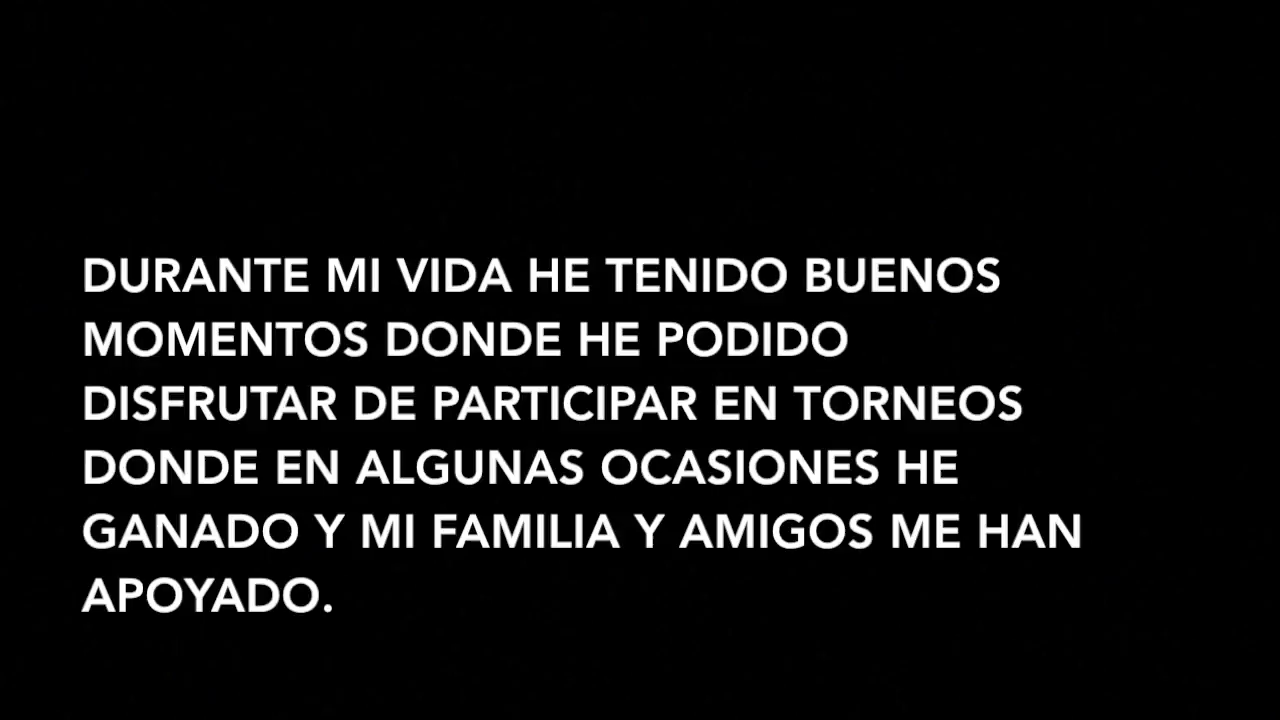 DURANTE MI VIDA HE TENIDO BUENOS
MOMENTOS DONDE HE PODIDO
DISFRUTAR DE PARTICIPAR EN TORNEOS
DONDE EN ALGUNAS OCASIONES HE
GANADO Y MI FAMILIA Y AMIGOS ME HAN
APOYADO.